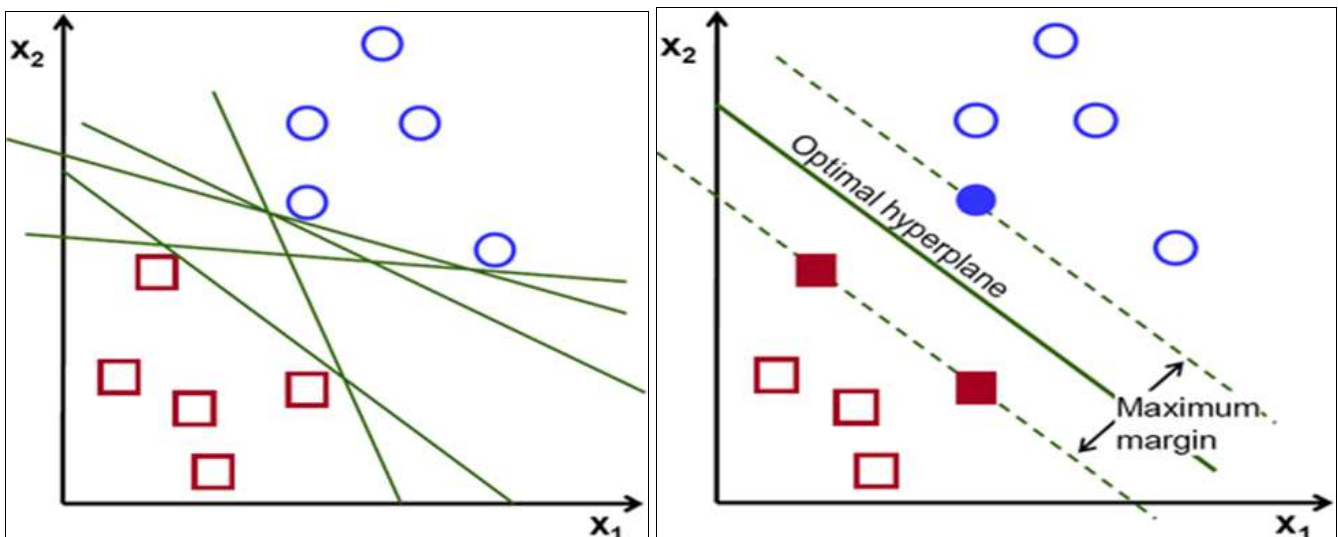 x₂
x₁
x₂
Optimal hyperplane
Maximum
margin
x₁